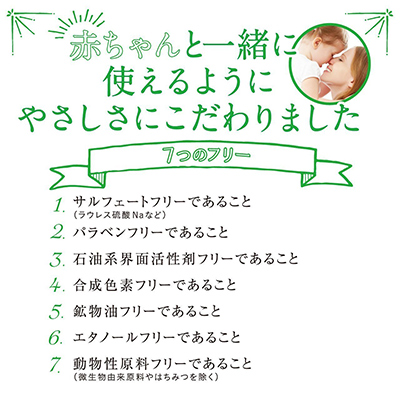 赤ちゃんと一緒に
使えるように
やさしさにこだわりました
7つのフリー
1. サルフェートフリーであること
（ラウレス硫酸Naなど）
2. パラベンフリーであること
3. 石油系界面活性剤フリーであること
4. 合成色素フリーであること
5. 鉱物油フリーであること
6. エタノールフリーであること
7. 動物性原料フリーであること
（微生物由来原料やはちみつを除く）